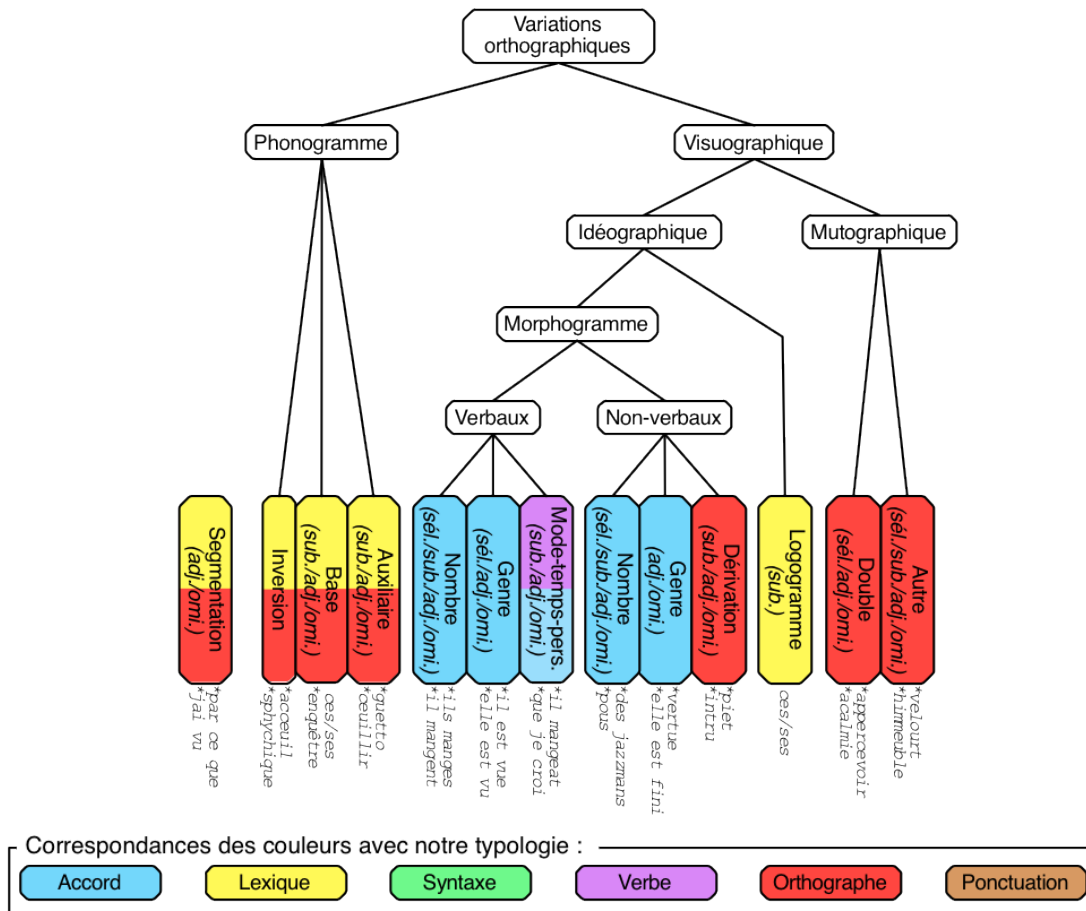 Variations
orthographiques
Phonogramme
Visuographique
Idéographique
Mutographique
Morphogramme
Verbaux
Non-verbaux
Segmentation
(adj./omi.)
*par ce que
*jai vu
Inversion
*acceuil
*sphychique
Base
(sub./adj./omi.)
ces/ses
*enquêtre
Auxiliaire
(sub./adj./omi.)
*guetto
*œuillir
Nombre
(sél./sub./adj./omi.)
*ils manges
*il mangent
Genre
(sél./adj./omi.)
*il est vue
*elle est vu
Mode-temps-pers.
(sub./adj./omi.)
*il mangeat
*que je croi
Nombre
(sél./sub./adj./omi.)
*des jazzmans
*pous
Genre
(adj./omi.)
*vertue
*elle est fini
Dérivation
(sub./adj./omi.)
*piet
*intru
Logogramme
(sub.)
ces/ses
Double
(sél./adj./omi.)
*appercevoir
*acalmie
Autre
(sél./sub./adj./omi.)
*velourt
*himmeuble
Correspondances des couleurs avec notre typologie :
Accord
Lexique
Syntaxe
Verbe
Orthographe
Ponctuation